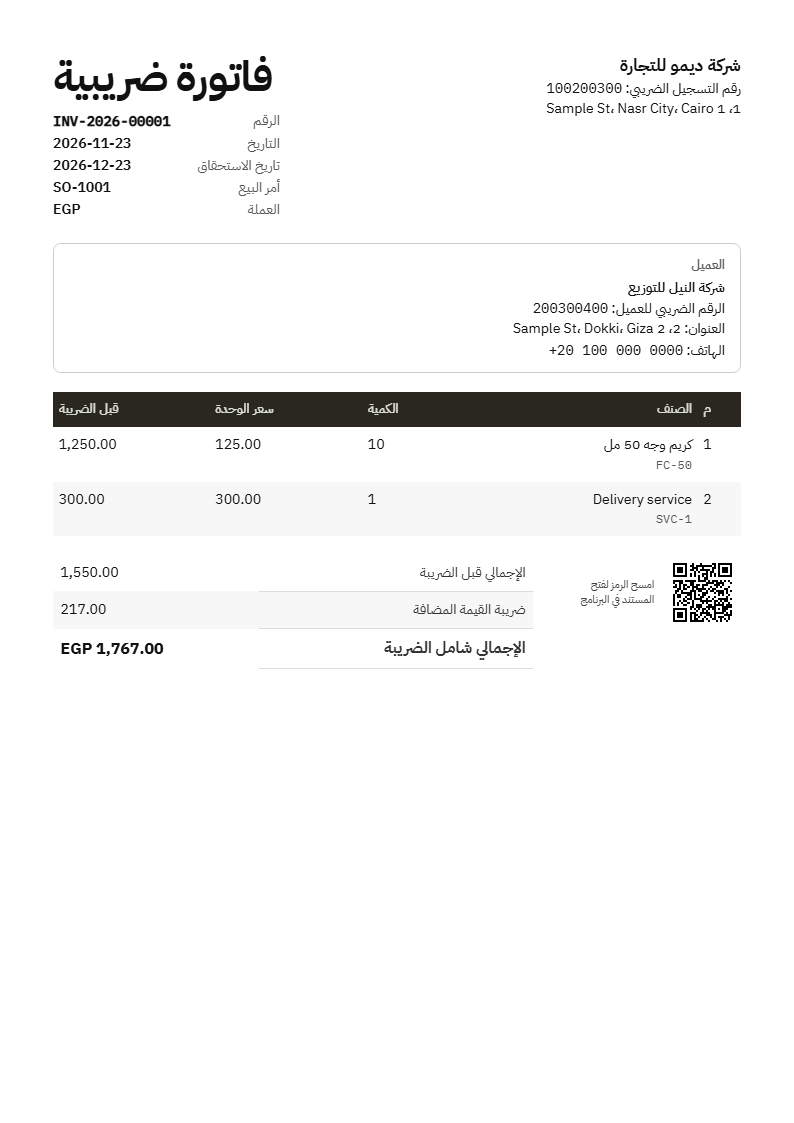 شركة ديمو للتجارة
رقم التسجيل الضريبي: 100200300
1، 1 Sample St، Nasr City، Cairo
فاتورة ضريبية
الرقم INV-2026-00001
التاريخ 2026-11-23
تاريخ الاستحقاق 2026-12-23
أمر البيع SO-1001
العملة EGP
العميل
شركة النيل للتوزيع
الرقم الضريبي للعميل: 200300400
العنوان: 2، 2 Sample St، Dokki، Giza
الهاتف: +20 100 000 0000
م الصنف الكمية سعر الوحدة قبل الضريبة
1 كريم وجه 50 مل 10 125.00 1,250.00
FC-50
2 Delivery service 1 300.00 300.00
SVC-1
امسح الرمز لفتح
المستند في البرنامج
الإجمالي قبل الضريبة 1,550.00
ضريبة القيمة المضافة 217.00
الإجمالي شامل الضريبة EGP 1,767.00